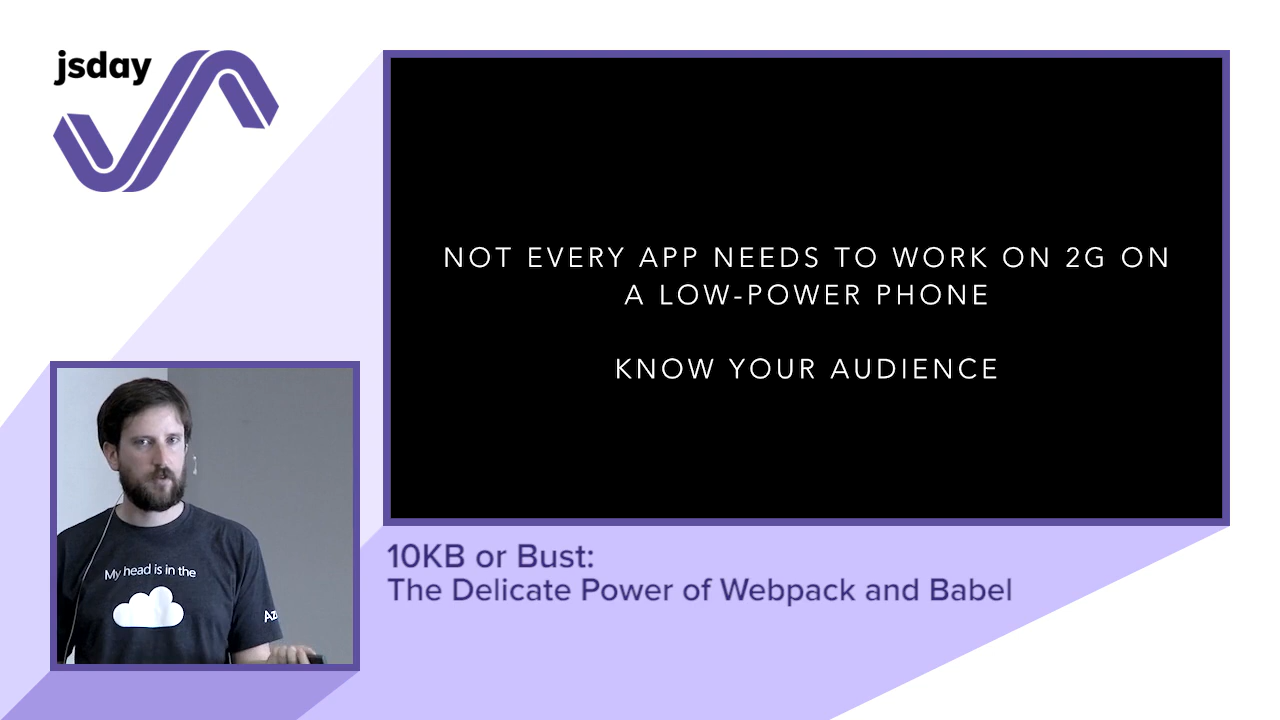 jsday
NOT EVERY APP NEEDS TO WORK ON 2G ON
A LOW-POWER PHONE
KNOW YOUR AUDIENCE
My head is in the
10KB or Bust:
The Delicate Power of Webpack and Babel